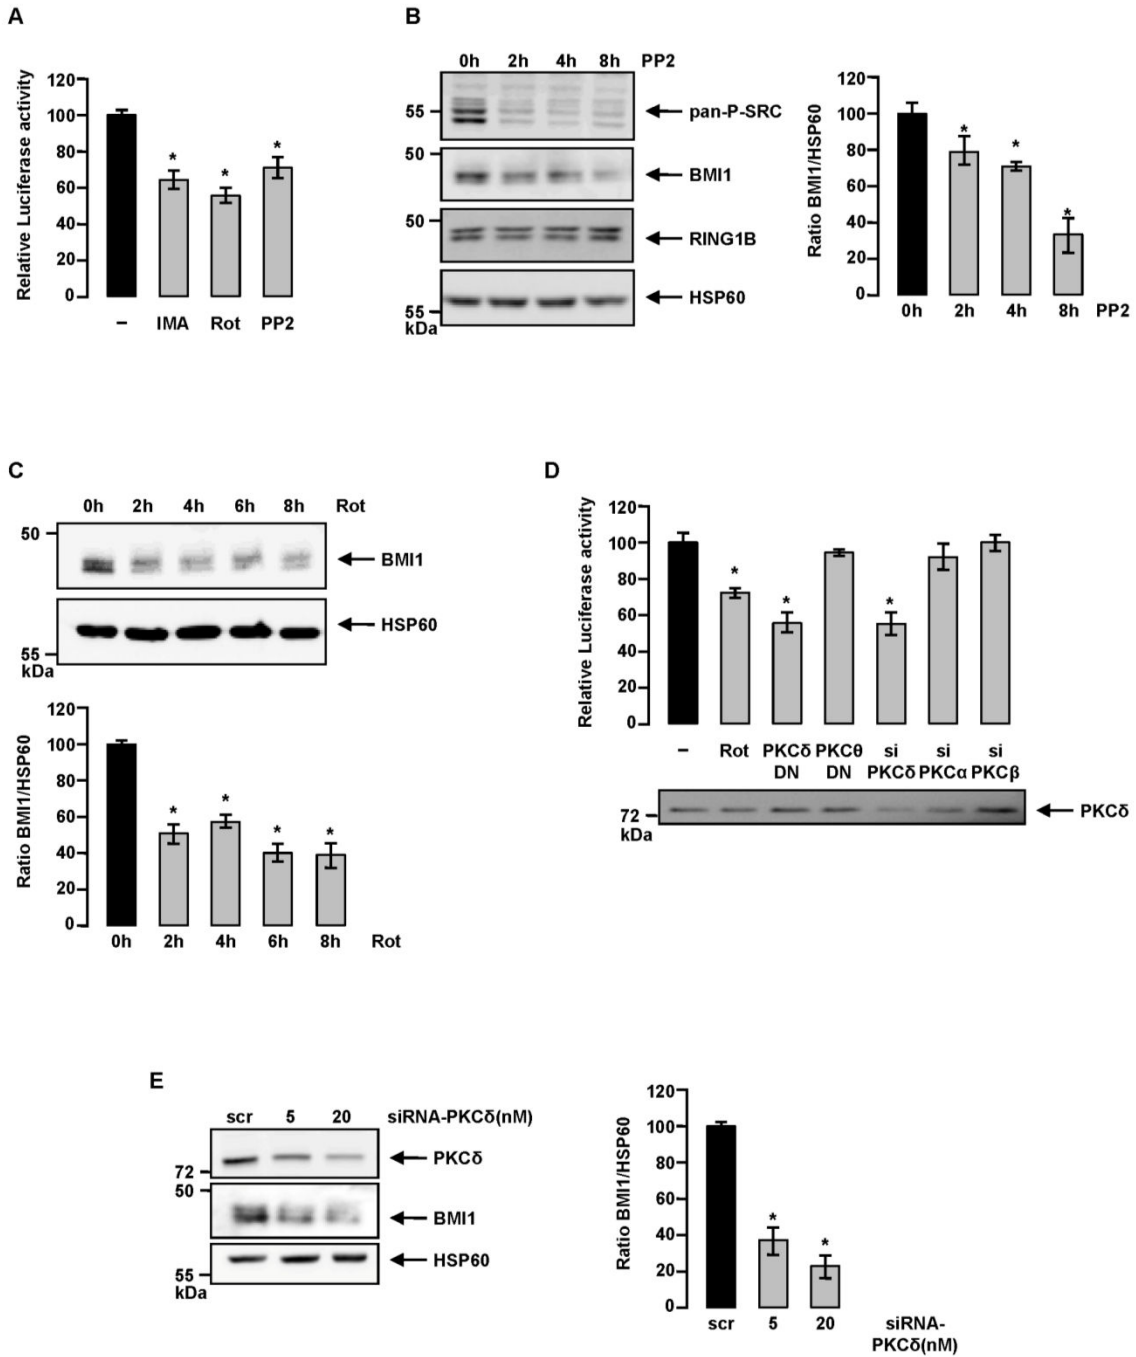 A
Relative Luciferase activity
120
100
80
60
40
20
0
* * *
– IMA Rot PP2
B
0h 2h 4h 8h PP2
55
pan-P-SRC
50
BMI1
50
RING1B
HSP60
55
kDa
Ratio BMI1/HSP60
120
100
80
60
40
20
0
* * *
0h 2h 4h 8h PP2
C
0h 2h 4h 6h 8h Rot
50
BMI1
HSP60
55
kDa
Ratio BMI1/HSP60
120
100
80
60
40
20
0
* * * *
0h 2h 4h 6h 8h Rot
D
Relative Luciferase activity
120
100
80
60
40
20
0
* * *
– Rot PKCδ PKCθ si si si
DN DN PKCδ PKCα PKCβ
72
kDa
PKCδ
E
scr 5 20 siRNA-PKCδ(nM)
PKCδ
72
50
BMI1
HSP60
55
kDa
Ratio BMI1/HSP60
120
100
80
60
40
20
0
* *
scr 5 20 siRNA-
PKCδ(nM)